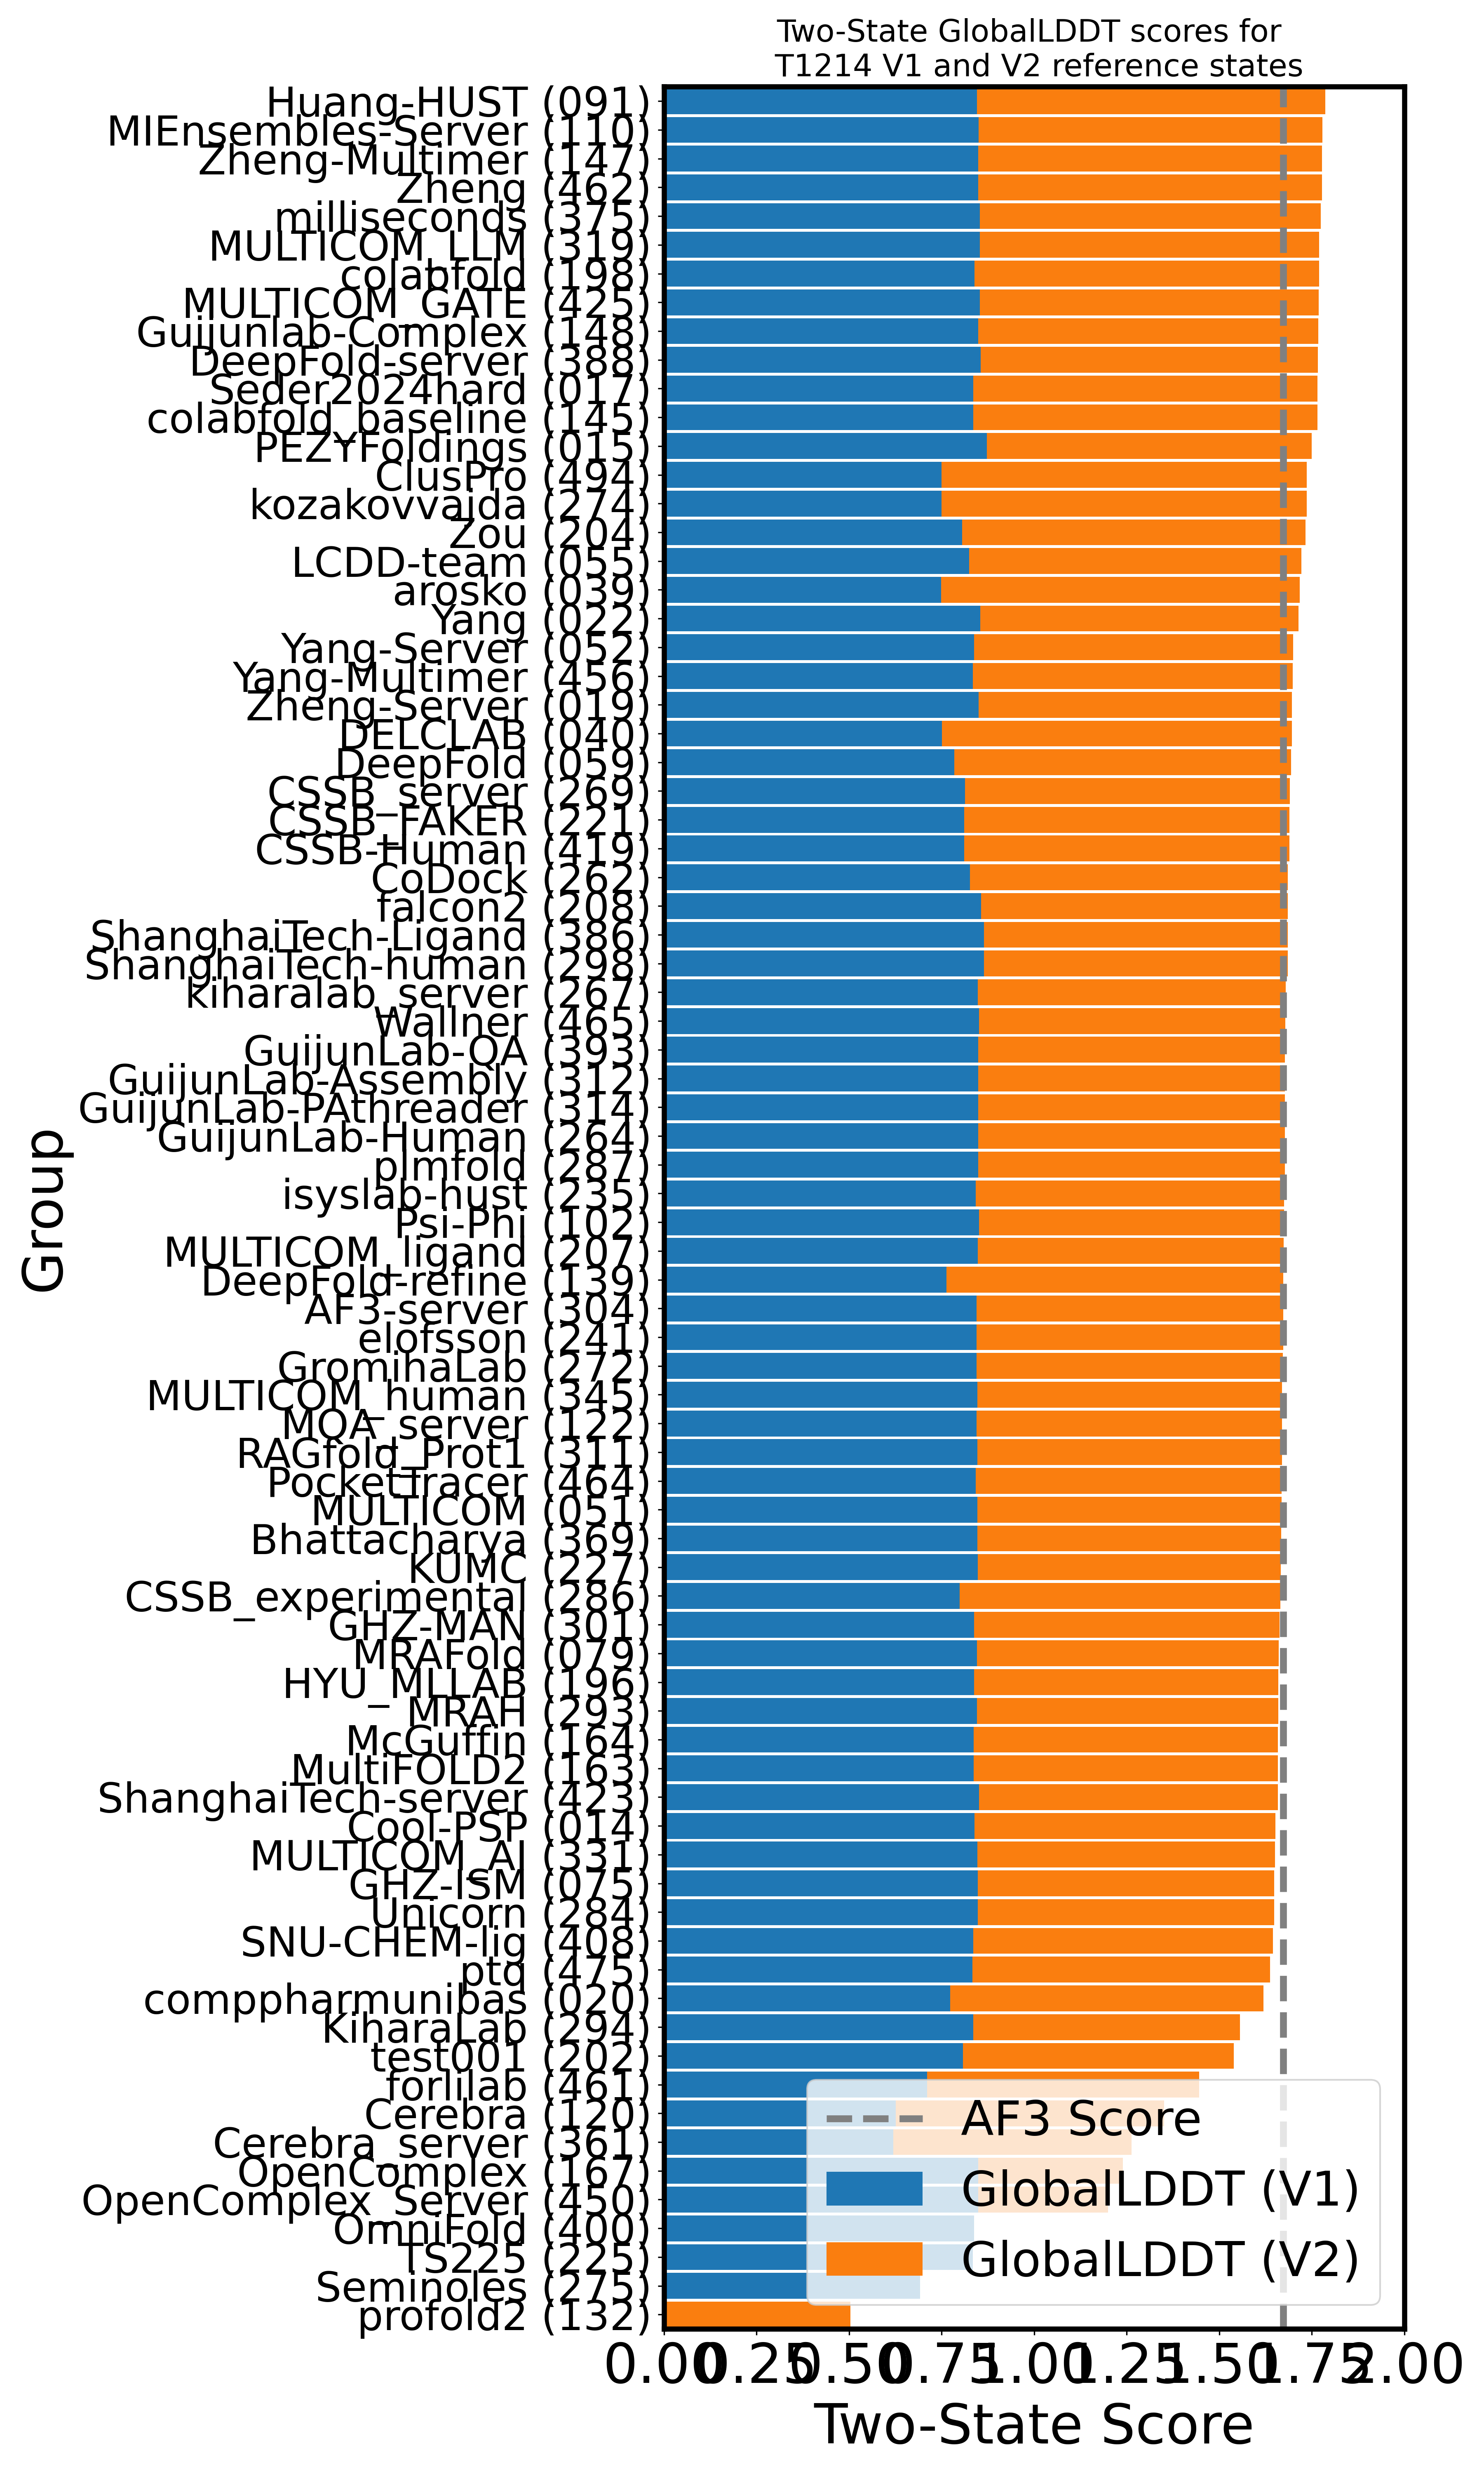 Two-State GlobalLDDT scores for
T1214 V1 and V2 reference states
Huang-HUST (091)
MIEnsembles-Server (110)
Zheng-Multimer (147)
Zheng (462)
milliseconds (375)
MULTICOM_LLM (319)
colabfold (198)
MULTICOM_GATE (425)
Guijunlab-Complex (148)
DeepFold-server (388)
Seder2024hard (017)
colabfold_baseline (145)
PEZYFoldings (015)
ClusPro (494)
kozakovvajda (274)
Zou (204)
LCDD-team (055)
arosko (039)
Yang (022)
Yang-Server (052)
Yang-Multimer (456)
Zheng-Server (019)
DELCLAB (040)
DeepFold (059)
CSSB_server (269)
CSSB_FAKER (221)
CSSB-Human (419)
CoDock (262)
falcon2 (208)
ShanghaiTech-Ligand (386)
ShanghaiTech-human (298)
kiharalab_server (267)
Wallner (465)
GuijunLab-QA (393)
GuijunLab-Assembly (312)
GuijunLab-PAthreader (314)
GuijunLab-Human (264)
plmfold (287)
isyslab-hust (235)
Psi-Phi (102)
MULTICOM_ligand (207)
DeepFold-refine (139)
AF3-server (304)
elofsson (241)
GromihaLab (272)
MULTICOM_human (345)
MQA_server (122)
RAGfold_Prot1 (311)
PocketTracer (464)
MULTICOM (051)
Bhattacharya (369)
KUMC (227)
CSSB_experimental (286)
GHZ-MAN (301)
MRAFold (079)
HYU_MLLAB (196)
MRAH (293)
McGuffin (164)
MultiFOLD2 (163)
ShanghaiTech-server (423)
Cool-PSP (014)
MULTICOM_AI (331)
GHZ-ISM (075)
Unicorn (284)
SNU-CHEM-lig (408)
ptq (475)
comppharmunibas (020)
KiharaLab (294)
test001 (202)
forlilab (461)
Cerebra (120)
Cerebra_server (361)
OpenComplex (167)
OpenComplex_Server (450)
OmniFold (400)
TS225 (225)
Seminoles (275)
profold2 (132)
Group
AF3 Score
GlobalLDDT (V1)
GlobalLDDT (V2)
0.00 0.25 0.50 0.75 1.00 1.25 1.50 1.75 2.00
Two-State Score